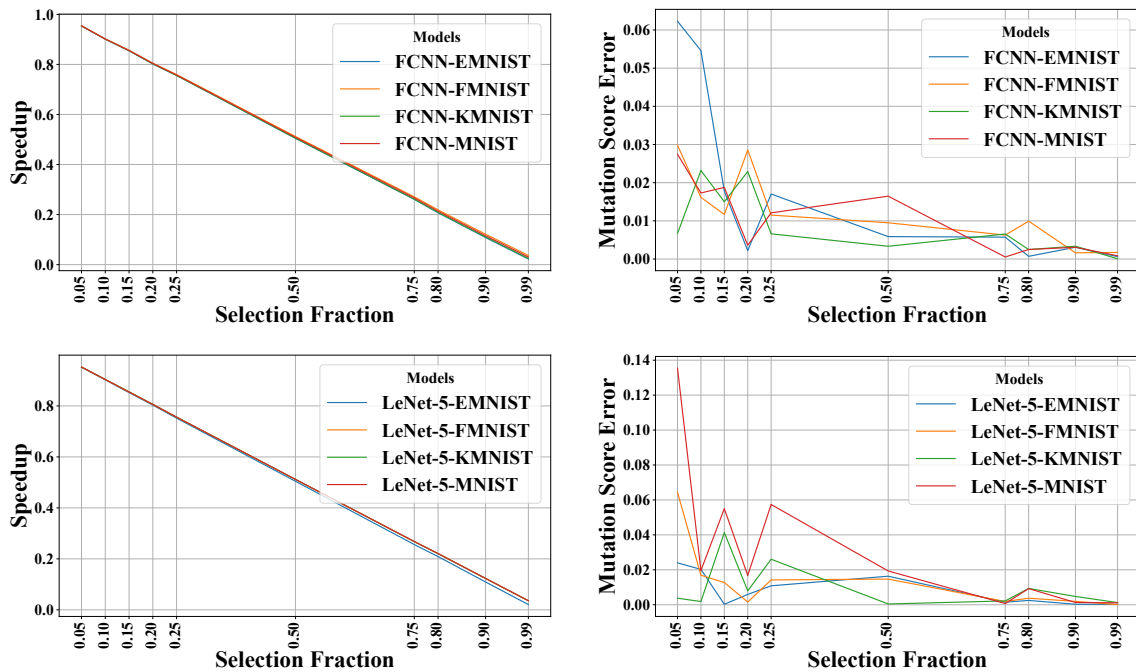 1.0
0.8
0.6
0.4
0.2
0.0
Speedup
Models
FCNN-EMNIST
FCNN-FMNIST
FCNN-KMNIST
FCNN-MNIST
0.05
0.10
0.15
0.20
0.25
0.50
0.75
0.80
0.90
0.99
Selection Fraction
0.06
0.05
0.04
0.03
0.02
0.01
0.00
Mutation Score Error
Models
FCNN-EMNIST
FCNN-FMNIST
FCNN-KMNIST
FCNN-MNIST
0.05
0.10
0.15
0.20
0.25
0.50
0.75
0.80
0.90
0.99
Selection Fraction
0.8
0.6
0.4
0.2
0.0
Speedup
Models
LeNet-5-EMNIST
LeNet-5-FMNIST
LeNet-5-KMNIST
LeNet-5-MNIST
0.05
0.10
0.15
0.20
0.25
0.50
0.75
0.80
0.90
0.99
Selection Fraction
0.14
0.12
0.10
0.08
0.06
0.04
0.02
0.00
Mutation Score Error
Models
LeNet-5-EMNIST
LeNet-5-FMNIST
LeNet-5-KMNIST
LeNet-5-MNIST
0.05
0.10
0.15
0.20
0.25
0.50
0.75
0.80
0.90
0.99
Selection Fraction